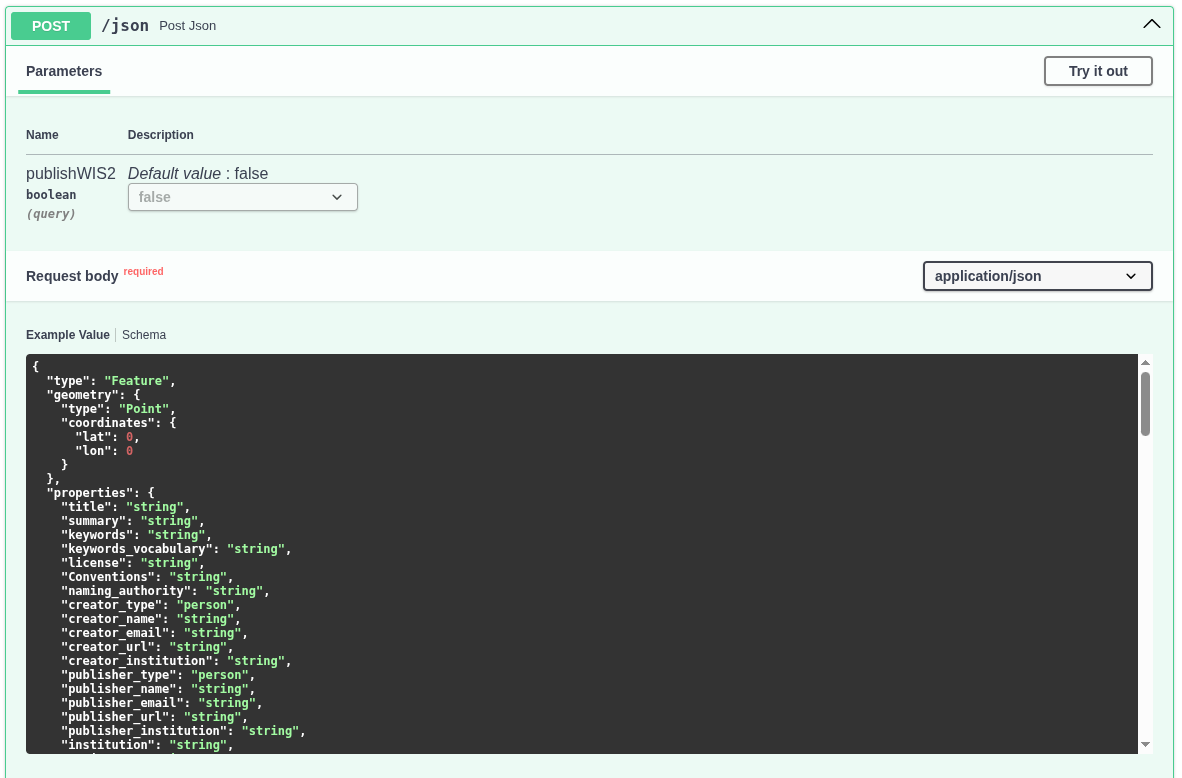 POST /json Post Json
Parameters
Try it out
Name Description
publishWIS2 Default value : false
boolean false
(query)
Request body required application/json
Example Value Schema
{
  "type": "Feature",
  "geometry": {
    "type": "Point",
    "coordinates": {
      "lat": 0,
      "lon": 0
    }
  },
  "properties": {
    "title": "string",
    "summary": "string",
    "keywords": "string",
    "keywords_vocabulary": "string",
    "license": "string",
    "Conventions": "string",
    "naming_authority": "string",
    "creator_type": "person",
    "creator_name": "string",
    "creator_email": "string",
    "creator_url": "string",
    "creator_institution": "string",
    "publisher_type": "person",
    "publisher_name": "string",
    "publisher_email": "string",
    "publisher_url": "string",
    "publisher_institution": "string",
    "institution": "string",